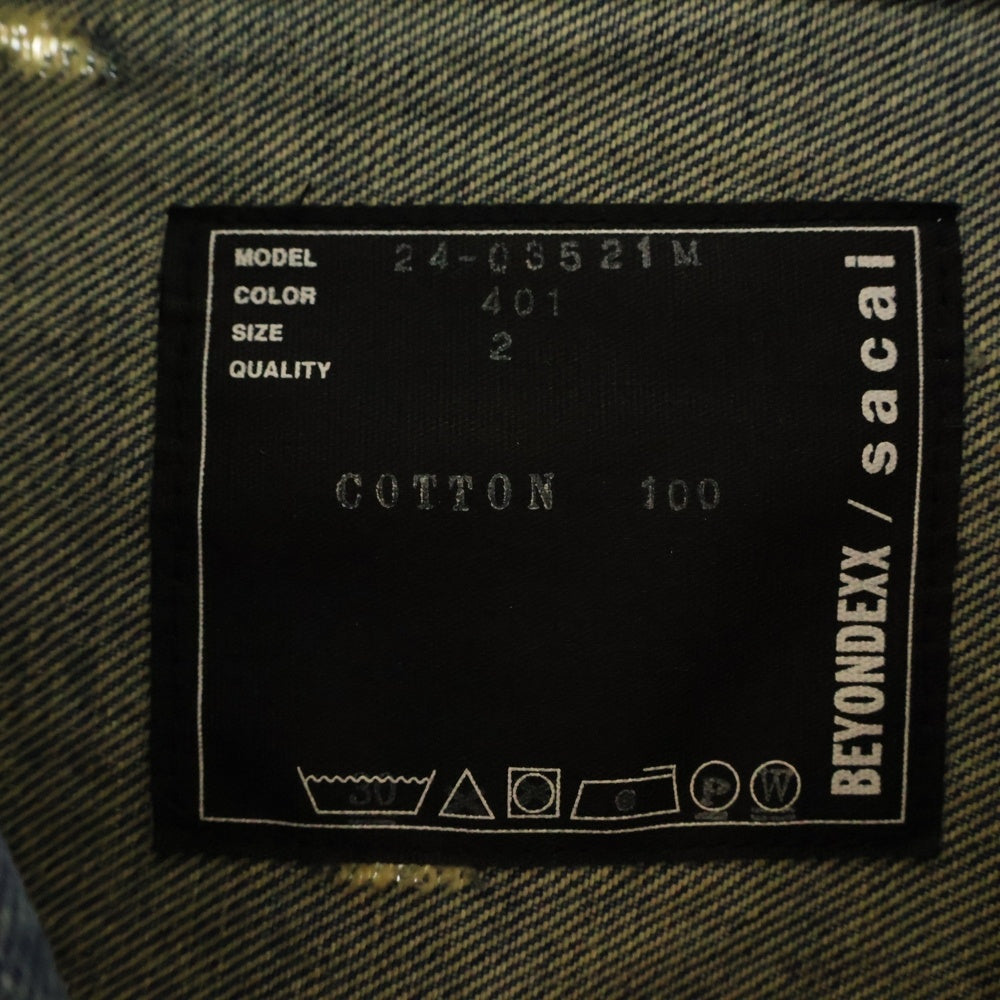 MODEL 24-03521M
COLOR 401
SIZE 2
QUALITY
COTTON 100
30
P
W
BEYONDEXX / sacai